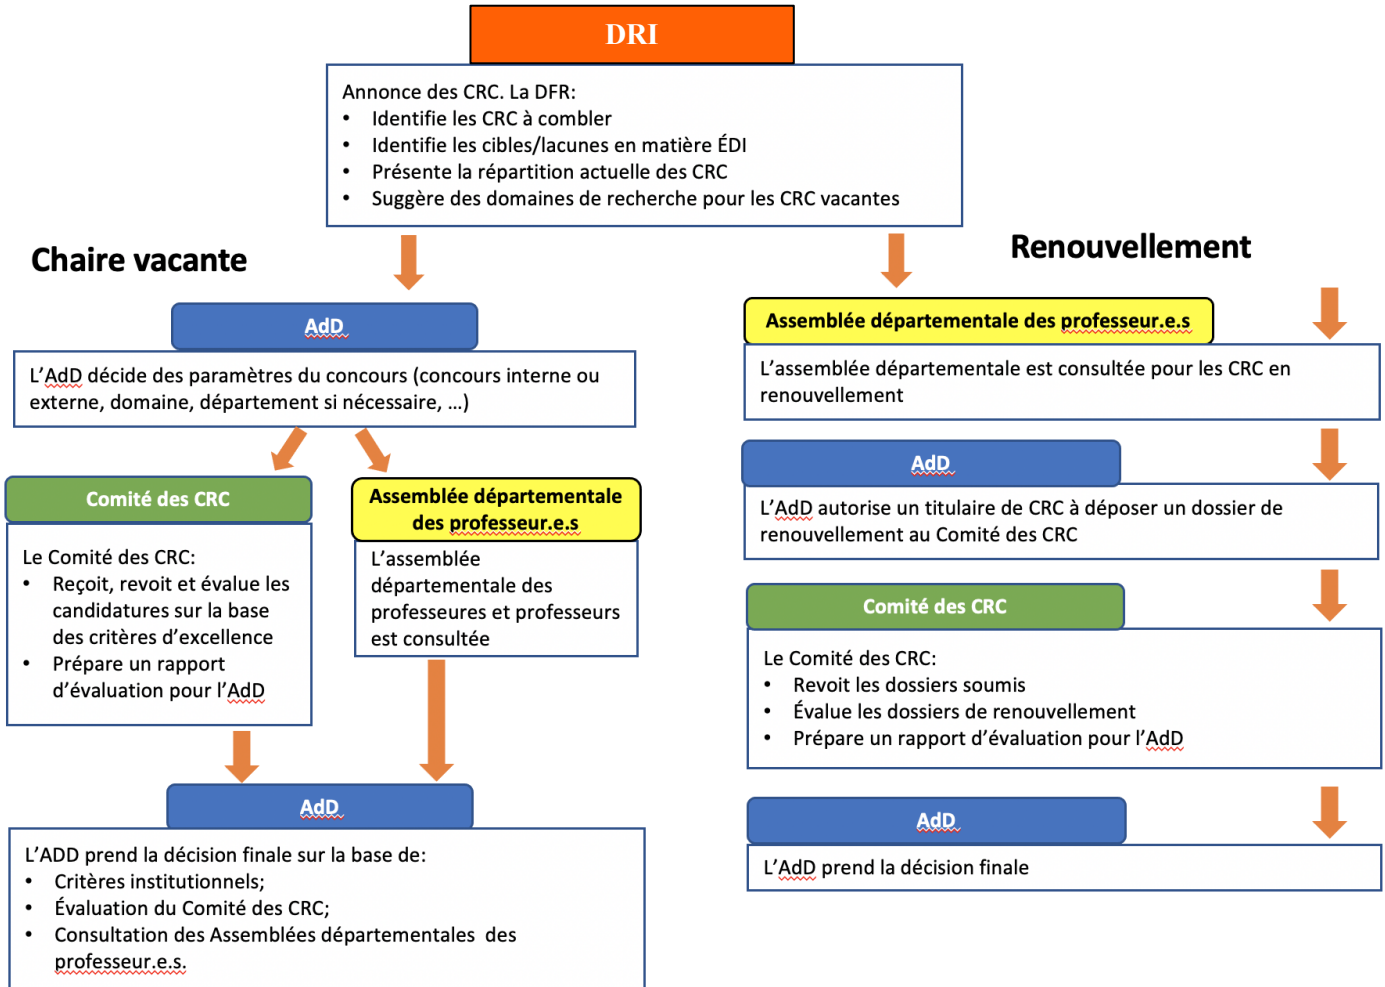 DRI
Annonce des CRC. La DFR:
• Identifie les CRC à combler
• Identifie les cibles/lacunes en matière ÉDI
• Présente la répartition actuelle des CRC
• Suggère des domaines de recherche pour les CRC vacantes
Chaire vacante
AdD
L’AdD décide des paramètres du concours (concours interne ou
externe, domaine, département si nécessaire, …)
Comité des CRC
Le Comité des CRC:
• Reçoit, revoit et évalue les
candidatures sur la base
des critères d’excellence
• Prépare un rapport
d’évaluation pour l’AdD
Assemblée départementale
des professeur.e.s
L’assemblée
départementale des
professeures et professeurs
est consultée
AdD
L’ADD prend la décision finale sur la base de:
• Critères institutionnels;
• Évaluation du Comité des CRC;
• Consultation des Assemblées départementales des
professeur.e.s.
Renouvellement
Assemblée départementale des professeur.e.s
L’assemblée départementale est consultée pour les CRC en
renouvellement
AdD
L’AdD autorise un titulaire de CRC à déposer un dossier de
renouvellement au Comité des CRC
Comité des CRC
Le Comité des CRC:
• Revoit les dossiers soumis
• Évalue les dossiers de renouvellement
• Prépare un rapport d’évaluation pour l’AdD
AdD
L’AdD prend la décision finale